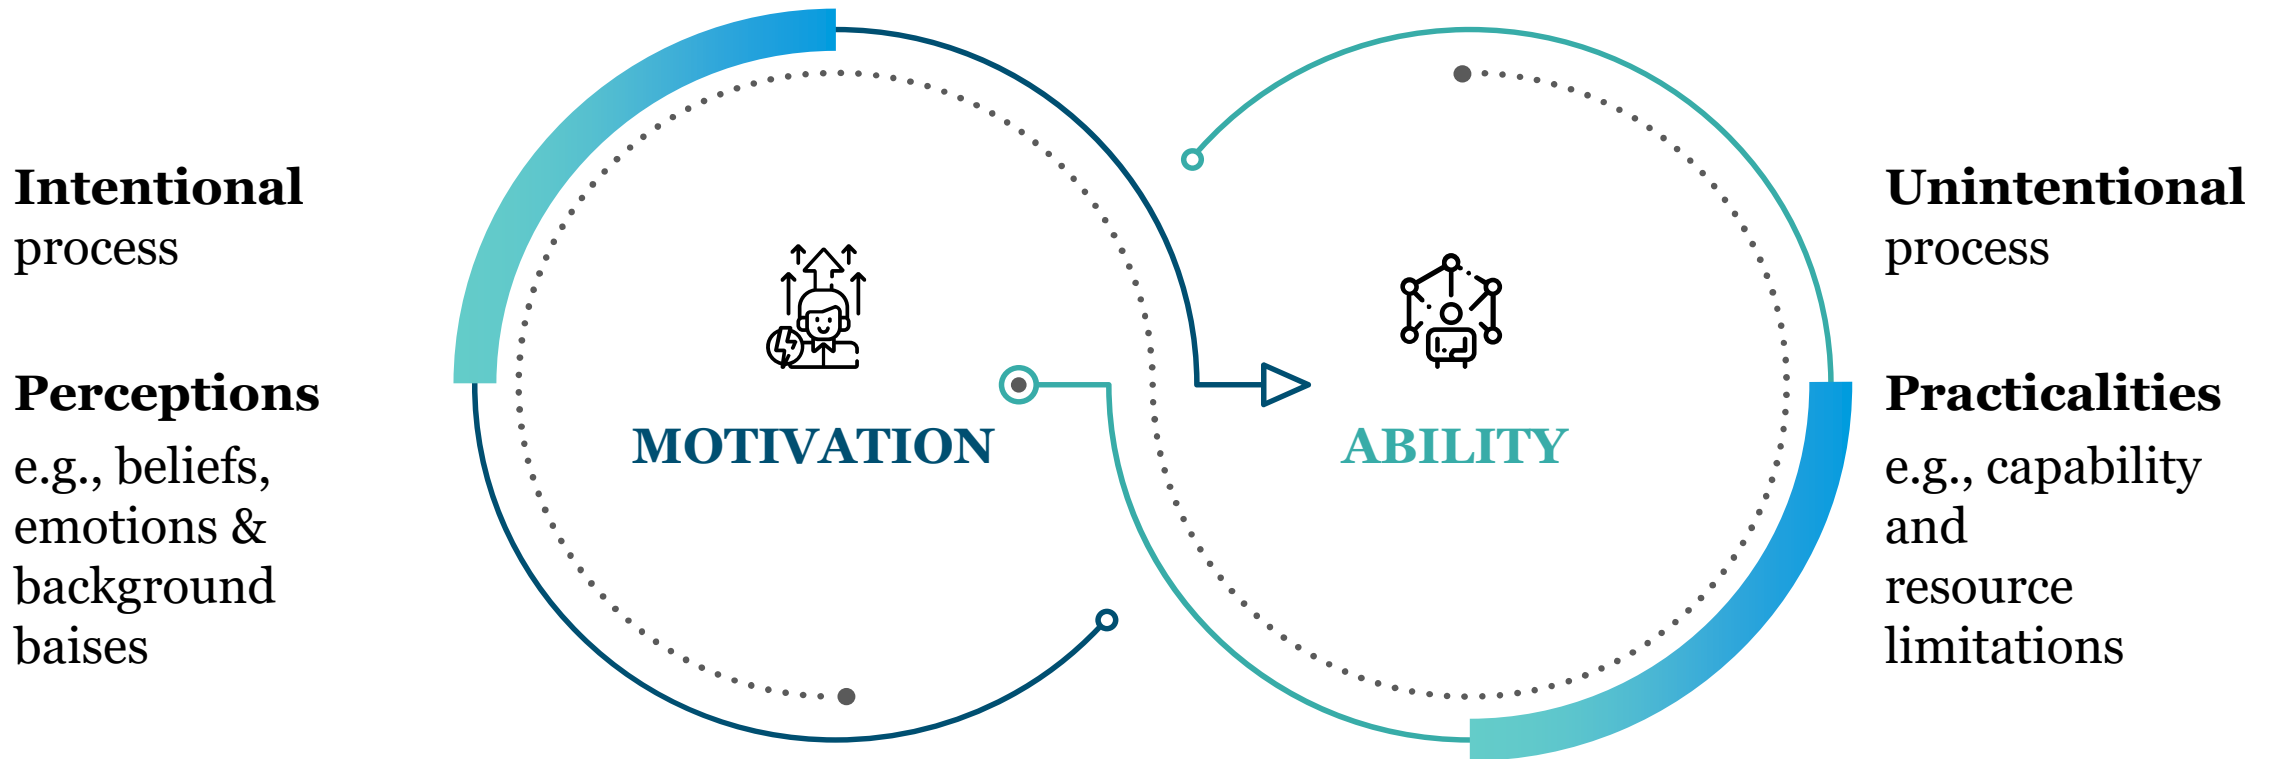 Intentional
process
Perceptions
e.g., beliefs,
emotions &
background
baises
MOTIVATION
ABILITY
Unintentional
process
Practicalities
e.g., capability
and
resource
limitations